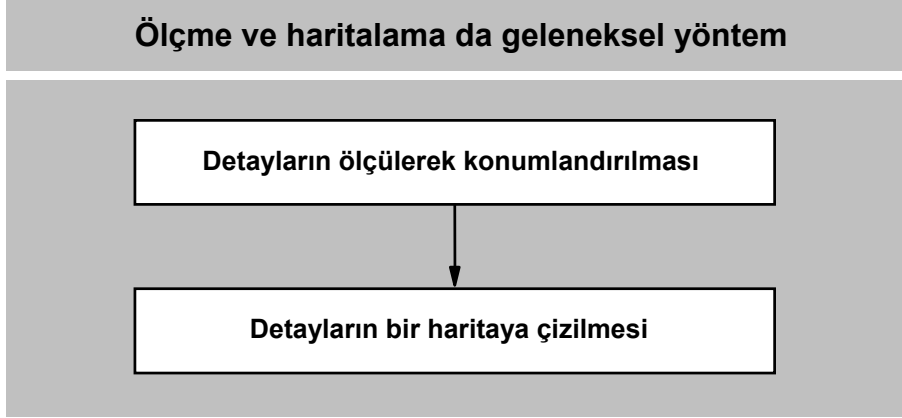 Ölçme ve haritalama da geleneksel yöntem
Detayların ölçülerek konumlandırılması
Detayların bir haritaya çizilmesi